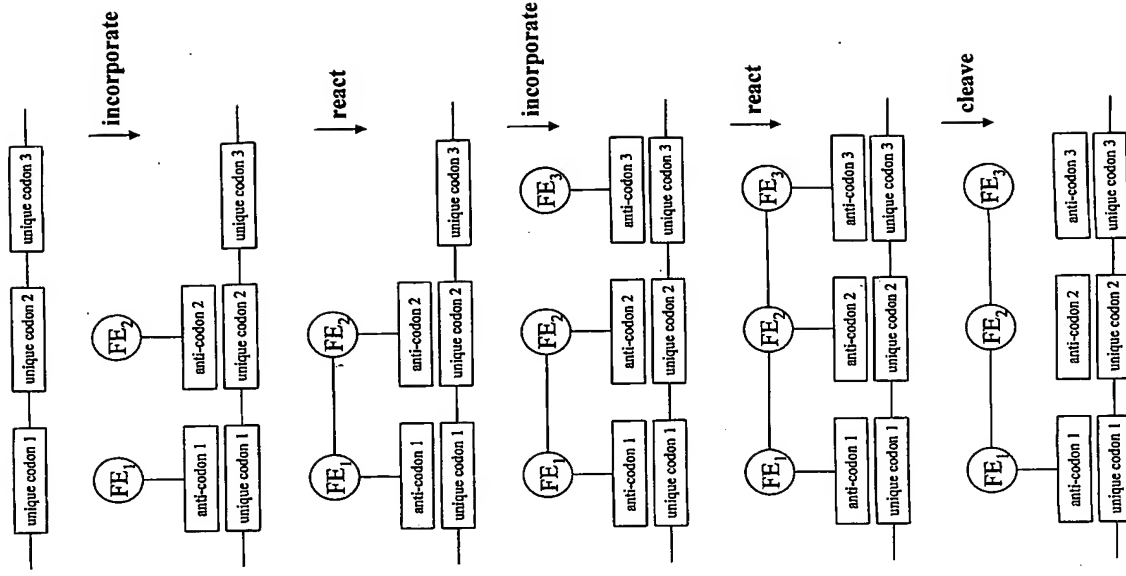 unique codon 1 unique codon 2 unique codon 3
incorporate
FE1 FE2
anti-codon 1 anti-codon 2
unique codon 1 unique codon 2 unique codon 3
react
FE1 FE2
anti-codon 1 anti-codon 2
unique codon 1 unique codon 2 unique codon 3
incorporate
FE1 FE2 FE3
anti-codon 1 anti-codon 2 anti-codon 3
unique codon 1 unique codon 2 unique codon 3
react
FE1 FE2 FE3
anti-codon 1 anti-codon 2 anti-codon 3
unique codon 1 unique codon 2 unique codon 3
cleave
FE1 FE2 FE3
anti-codon 1 anti-codon 2 anti-codon 3
unique codon 1 unique codon 2 unique codon 3